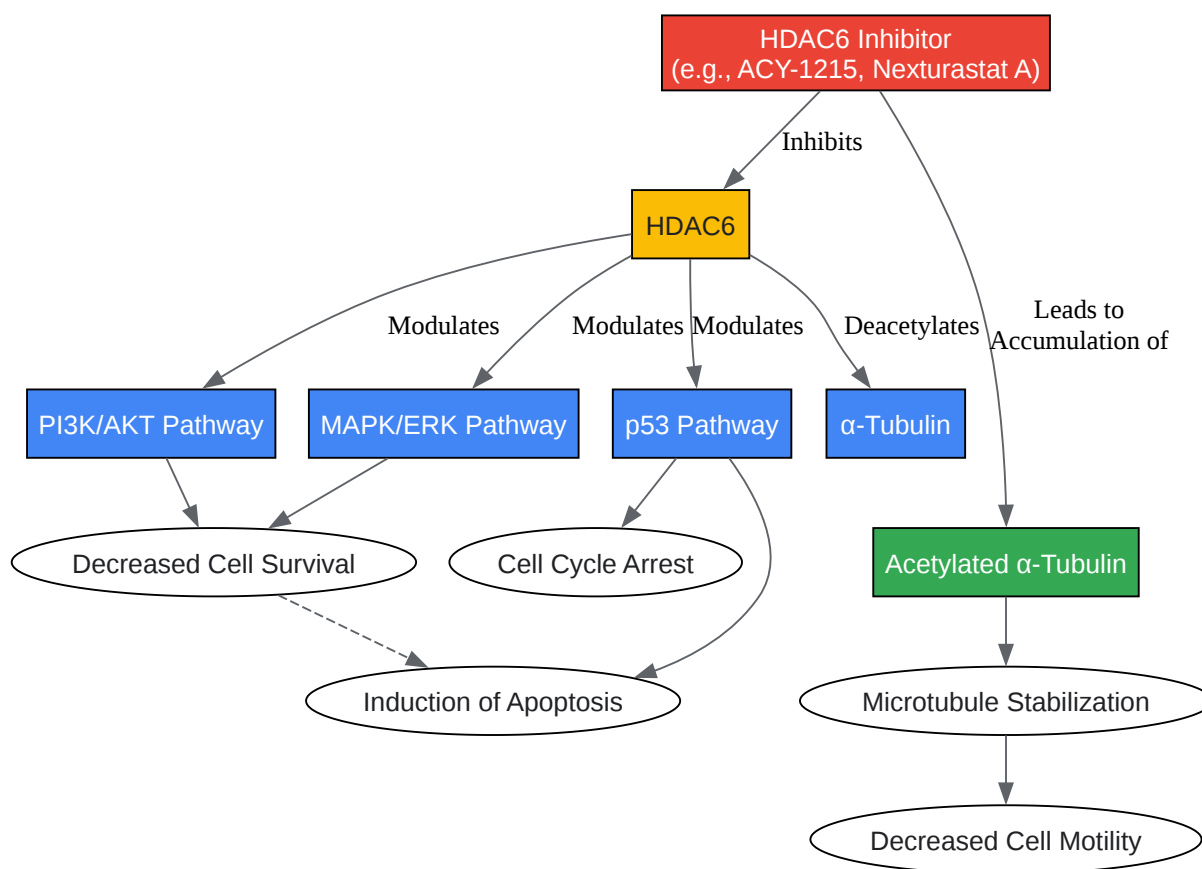 HDAC6 Inhibitor
(e.g., ACY-1215, Nexturastat A)
Inhibits
HDAC6
Modulates
Modulates
Modulates
Deacetylates
Leads to
Accumulation of
PI3K/AKT Pathway
MAPK/ERK Pathway
p53 Pathway
α-Tubulin
Decreased Cell Survival
Cell Cycle Arrest
Acetylated α-Tubulin
Induction of Apoptosis
Microtubule Stabilization
Decreased Cell Motility